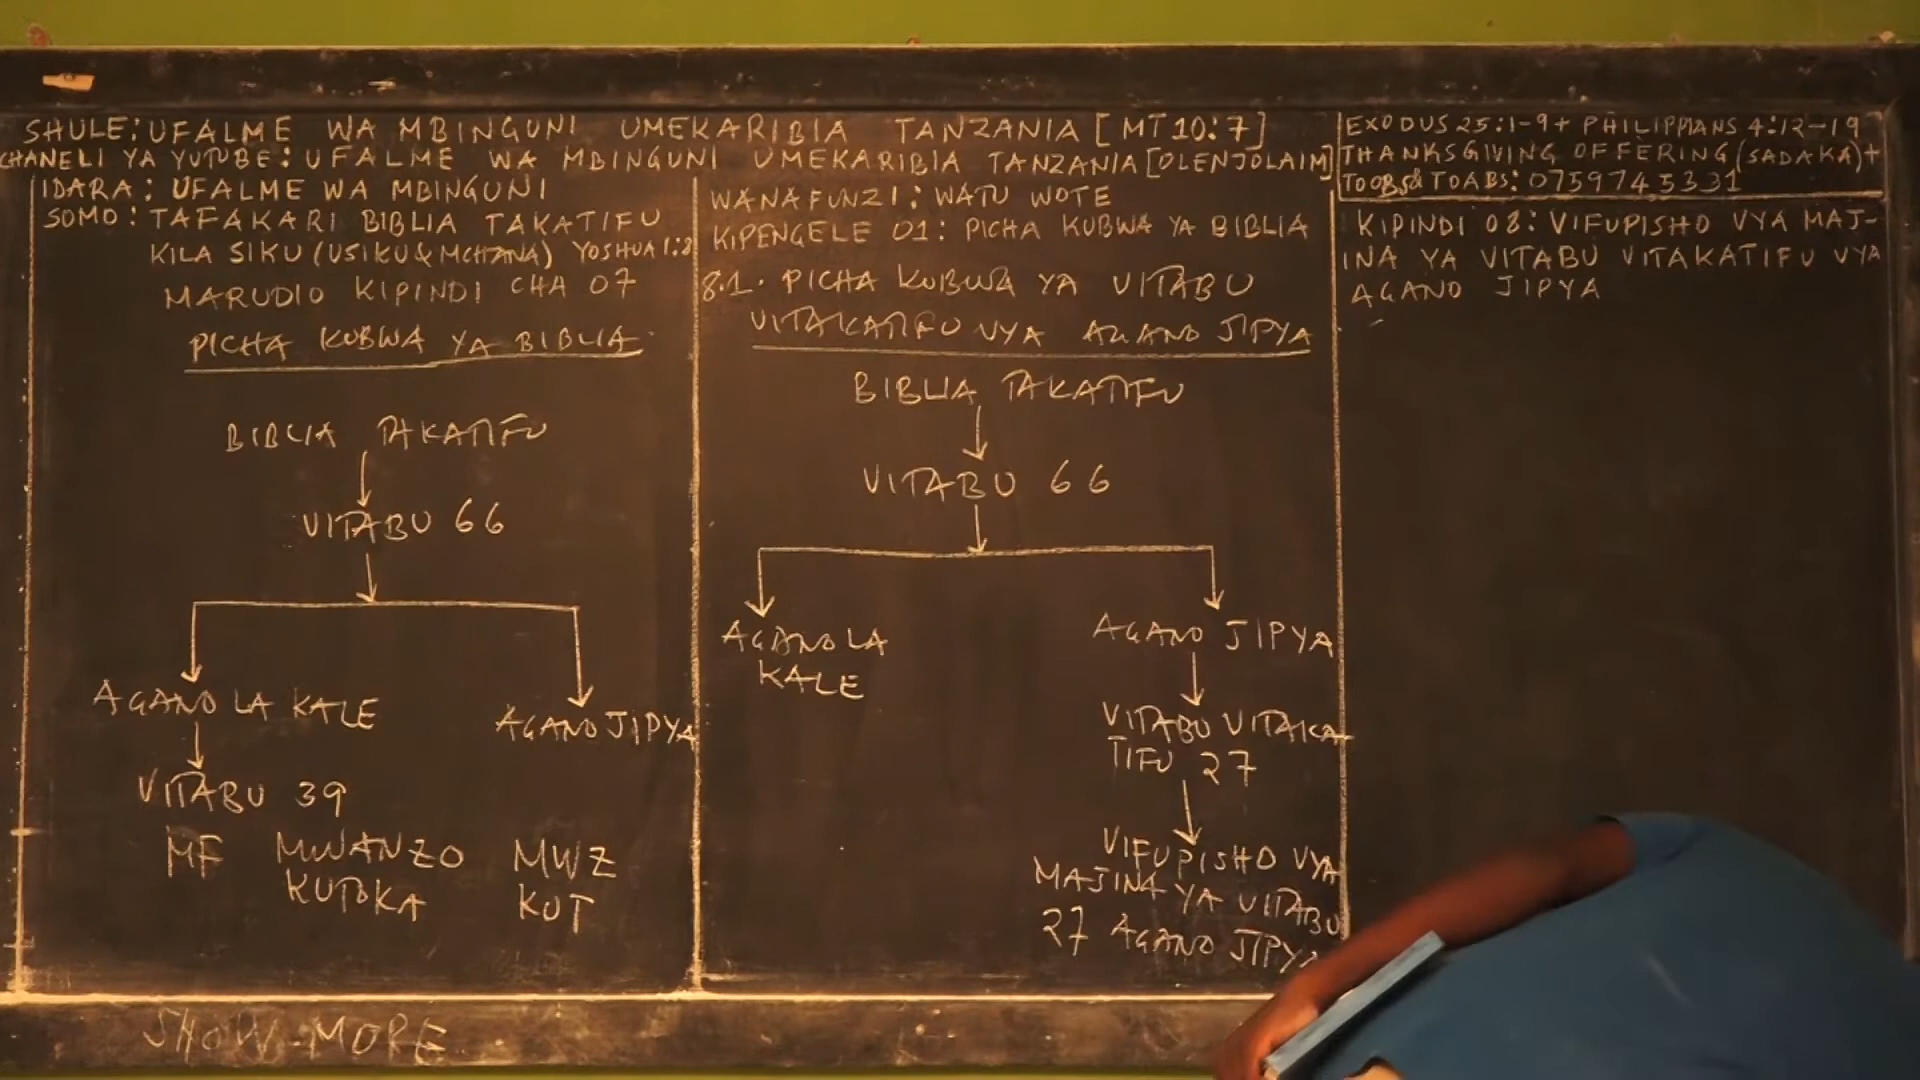 SHULE: UFALME WA MBINGUNI UMEKARIBIA TANZANIA [MT 10:7]
CHANELI YA YUTUBE: UFALME WA MBINGUNI UMEKARIBIA TANZANIA [OLENJOLAIM]
IDARA: UFALME WA MBINGUNI
SOMO: TAFAKARI BIBLIA TAKATIFU
KILA SIKU (USIKU & MCHANA) YOSHUA 1:8
MARUDIO KIPINDI CHA 07
PICHA KUBWA YA BIBLIA
BIBLIA TAKATIFU
VITABU 66
AGANO LA KALE
AGANO JIPYA
VITABU 39
MF MWANZO MWZ
KUTOKA KUT
WANAFUNZI: WATU WOTE
KIPENGELE 01: PICHA KUBWA YA BIBLIA
8.1. PICHA KUBWA YA VITABU
VITAKATIFU VYA AGANO JIPYA
BIBLIA TAKATIFU
VITABU 66
AGANO LA
KALE
AGANO JIPYA
VITABU VITAKA
TIFU 27
VIFUPISHO VYA
MAJINA YA VITABU
27 AGANO JIPYA
EXODUS 25:1-9+ PHILIPPIANS 4:12-19
THANKSGIVING OFFERING (SADAKA)+
TOOBS& TOABS: 0759745331
KIPINDI 08: VIFUPISHO VYA MAJ-
INA YA VITABU VITAKATIFU VYA
AGANO JIPYA
SHOW MORE